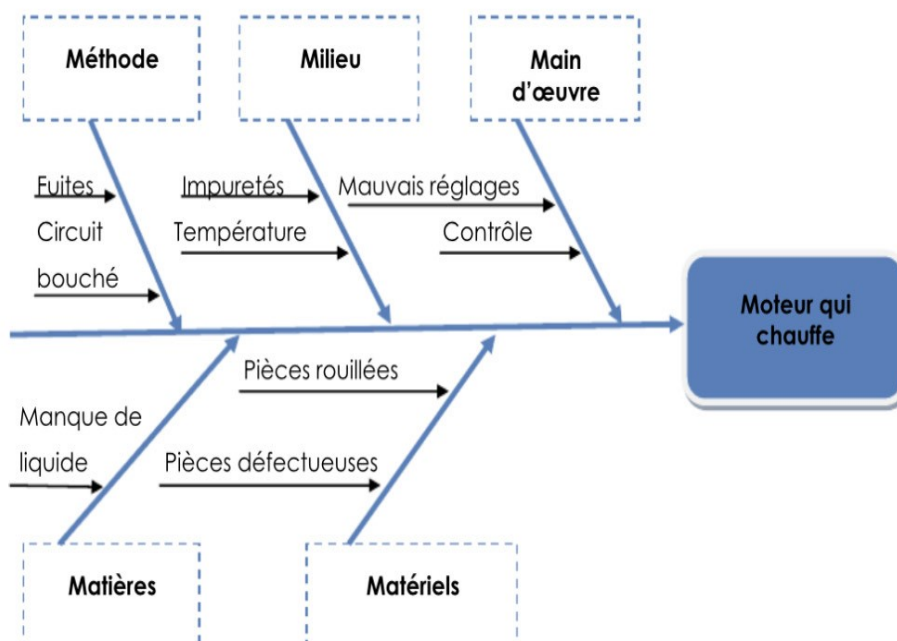 Méthode
Milieu
Main
d'œuvre
Fuites
Circuit
bouché
Impuretés
Température
Mauvais réglages
Contrôle
Moteur qui
chauffe
Manque de
liquide
Pièces rouillées
Pièces défectueuses
Matières
Matériels